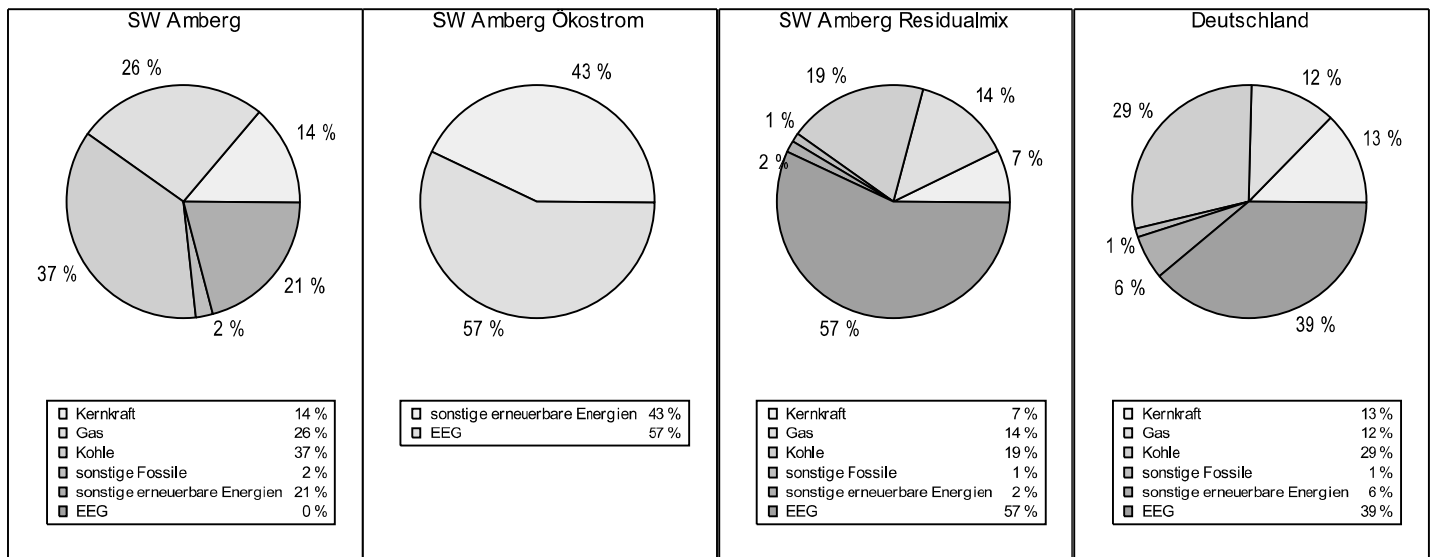 SW Amberg
26 %
14 %
37 %
21 %
2 %
Kernkraft 14 %
Gas 26 %
Kohle 37 %
sonstige Fossile 2 %
sonstige erneuerbare Energien 21 %
EEG 0 %
SW Amberg Ökostrom
43 %
57 %
sonstige erneuerbare Energien 43 %
EEG 57 %
SW Amberg Residualmix
19 %
14 %
1 %
2 %
7 %
57 %
Kernkraft 7 %
Gas 14 %
Kohle 19 %
sonstige Fossile 1 %
sonstige erneuerbare Energien 2 %
EEG 57 %
Deutschland
12 %
29 %
13 %
1 %
6 %
39 %
Kernkraft 13 %
Gas 12 %
Kohle 29 %
sonstige Fossile 1 %
sonstige erneuerbare Energien 6 %
EEG 39 %